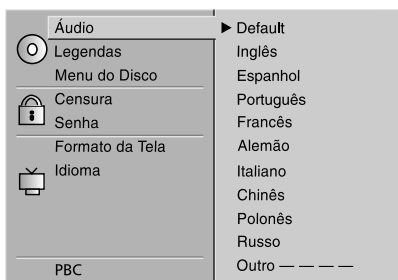 Áudio
Legendas
Menu do Disco
Censura
Senha
Formato da Tela
Idioma
PBC
Default
Inglês
Espanhol
Português
Francês
Alemão
Italiano
Chinês
Polonês
Russo
Outro — — — —